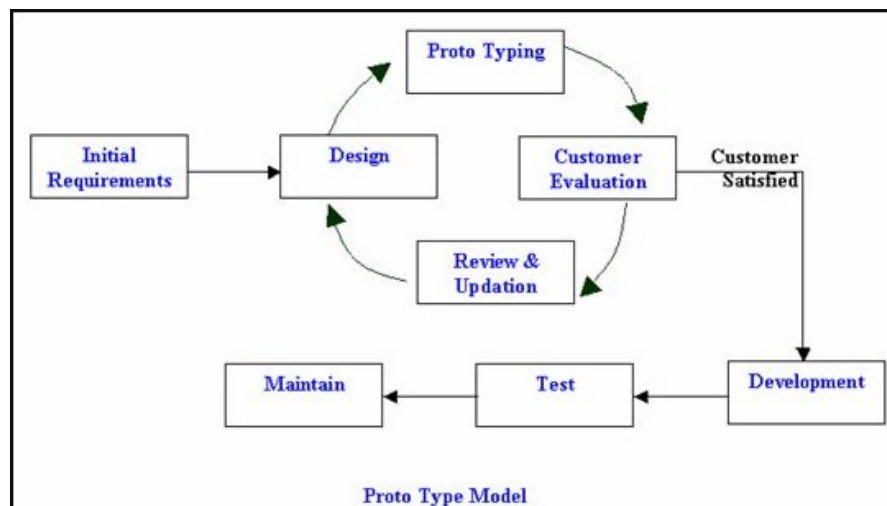 Proto Typing
Initial
Requirements
Design
Customer
Evaluation
Customer
Satisfied
Review &
Updation
Maintain
Test
Development
Proto Type Model